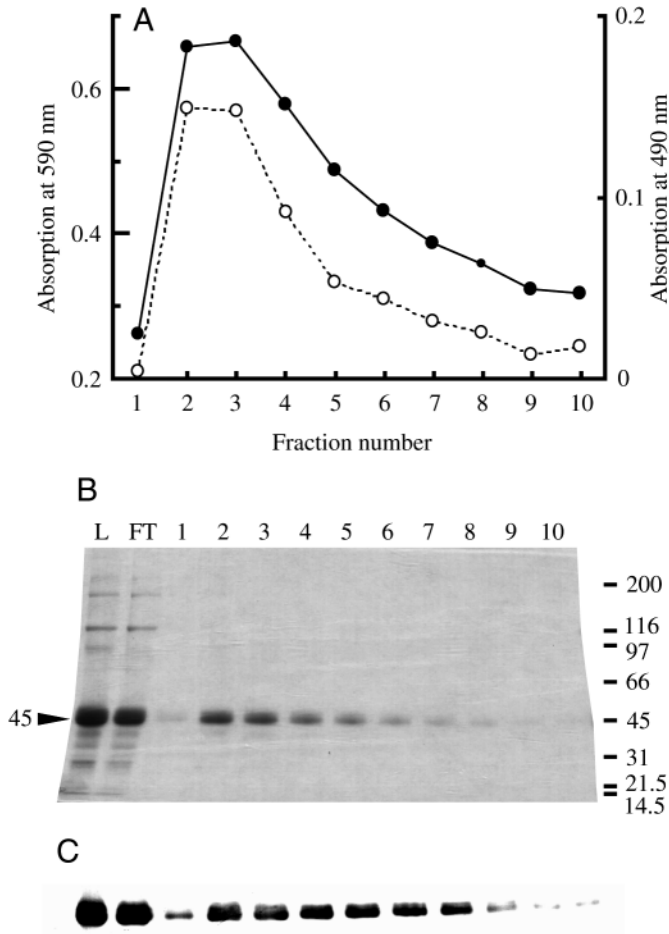 A
0.2
0.6
0.1
0.4
0.2
0
Absorption at 590 nm
Absorption at 490 nm
1 2 3 4 5 6 7 8 9 10
Fraction number
B
L FT 1 2 3 4 5 6 7 8 9 10
200
116
97
66
45
45
31
21.5
14.5
C